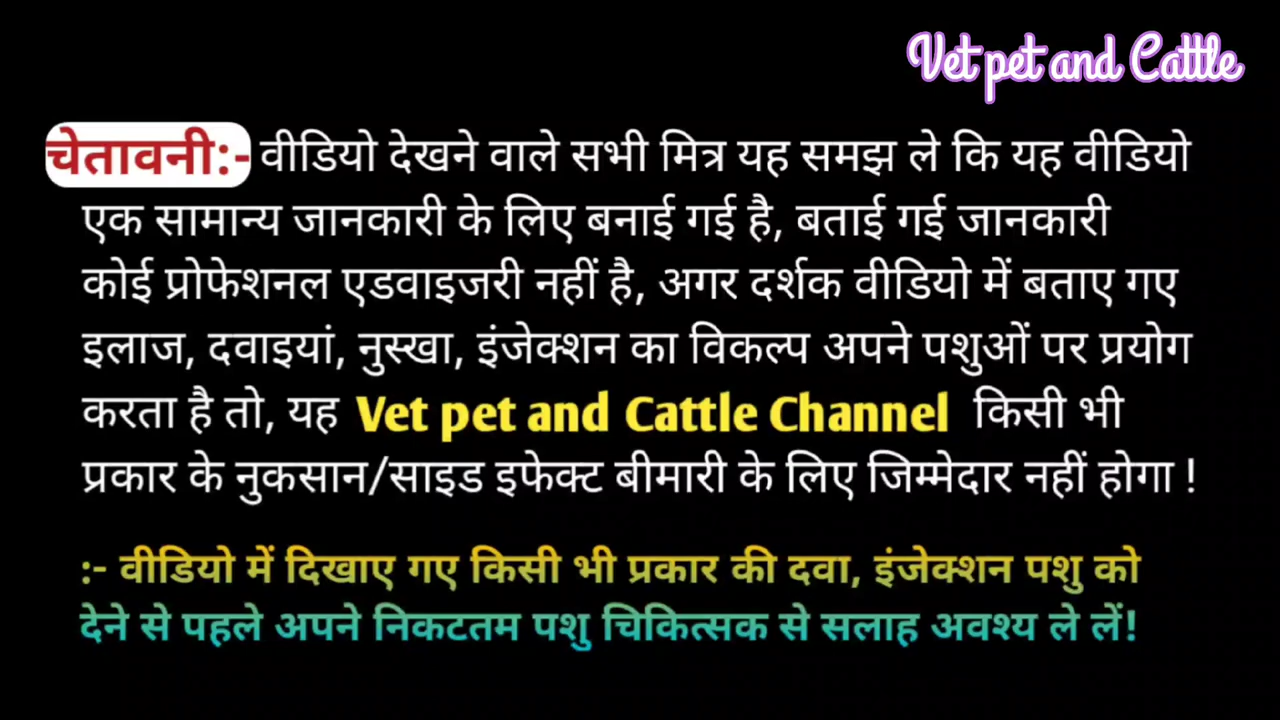 Vet pet and Cattle
चेतावनी:- वीडियो देखने वाले सभी मित्र यह समझ ले कि यह वीडियो
एक सामान्य जानकारी के लिए बनाई गई है, बताई गई जानकारी
कोई प्रोफेशनल एडवाइजरी नहीं है, अगर दर्शक वीडियो में बताए गए
इलाज, दवाइयां, नुस्खा, इंजेक्शन का विकल्प अपने पशुओं पर प्रयोग
करता है तो, यह Vet pet and Cattle Channel किसी भी
प्रकार के नुकसान/साइड इफेक्ट बीमारी के लिए जिम्मेदार नहीं होगा !
:- वीडियो में दिखाए गए किसी भी प्रकार की दवा, इंजेक्शन पशु को
देने से पहले अपने निकटतम पशु चिकित्सक से सलाह अवश्य ले लें!